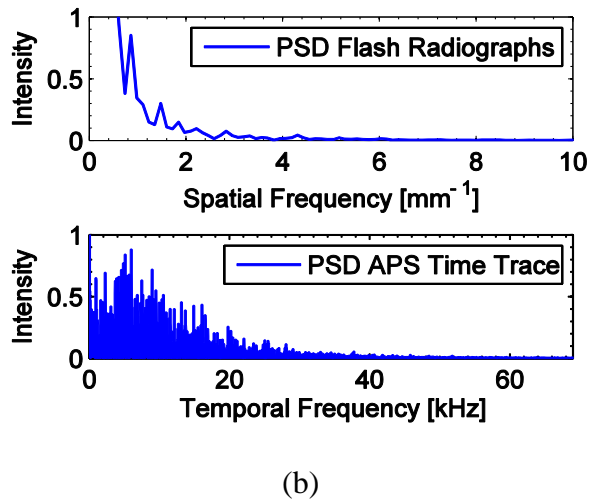 PSD Flash Radiographs
Intensity
1
0.5
0
0 2 4 6 8 10
Spatial Frequency [mm⁻¹]
PSD APS Time Trace
Intensity
1
0.5
0
0 20 40 60
Temporal Frequency [kHz]
(b)